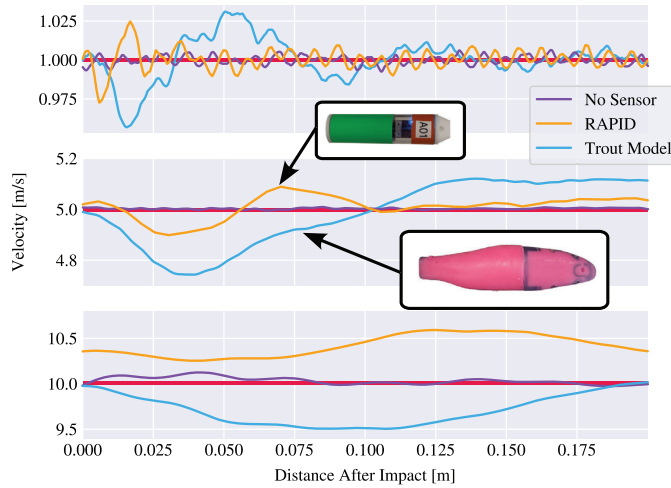 1.025
1.000
0.975
No Sensor
RAPID
Trout Model
A01
5.2
5.0
4.8
Velocity [m/s]
10.5
10.0
9.5
0.000 0.025 0.050 0.075 0.100 0.125 0.150 0.175
Distance After Impact [m]